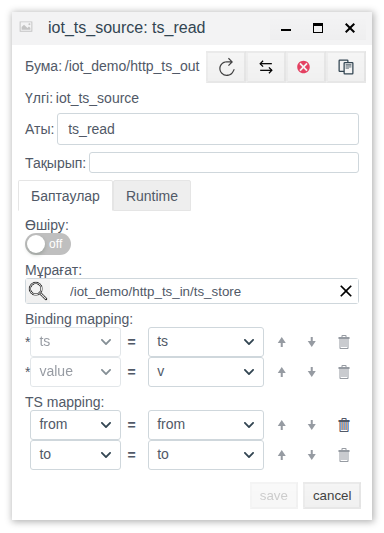 iot_ts_source: ts_read
Бума: /iot_demo/http_ts_out
Үлгі: iot_ts_source
Аты: ts_read
Тақырып:
Баптаулар Runtime
Өшіру:
off
Мұрағат:
/iot_demo/http_ts_in/ts_store
Binding mapping:
* ts = ts
* value = v
TS mapping:
from = from
to = to
save cancel